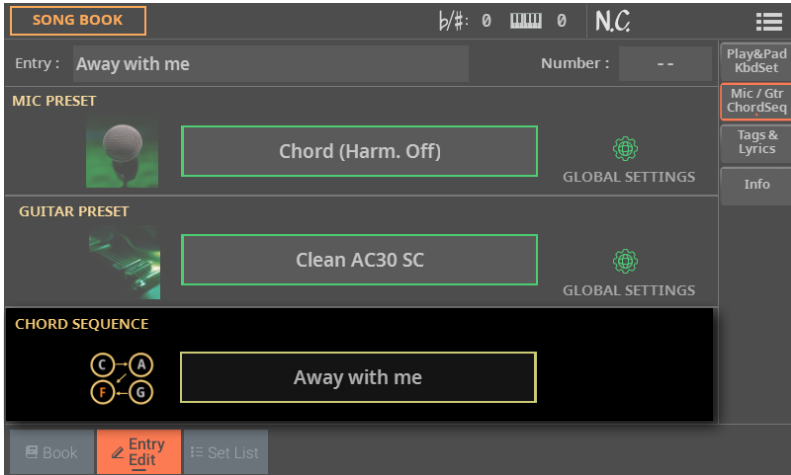 SONG BOOK
♭/♯: 0 0 N.C.
Entry : Away with me Number : --
Play&Pad
KbdSet
MIC PRESET
Mic / Gtr
ChordSeq
Chord (Harm. Off)
GLOBAL SETTINGS
Tags &
Lyrics
Info
GUITAR PRESET
Clean AC30 SC
GLOBAL SETTINGS
CHORD SEQUENCE
C A
F G
Away with me
Book
Entry
Edit
Set List